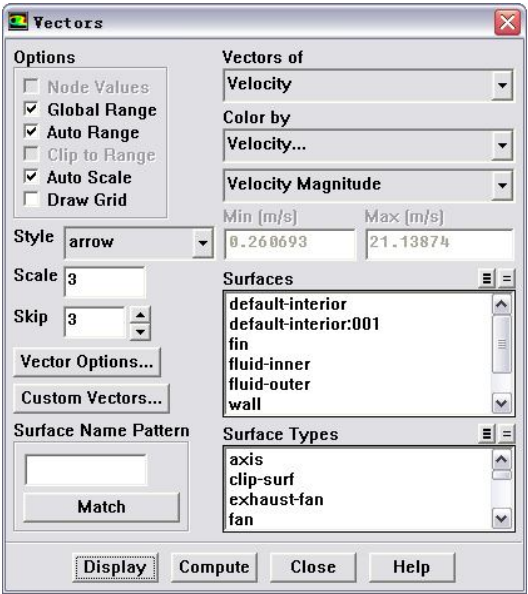 Vectors
Options
Node Values
Global Range
Auto Range
Clip to Range
Auto Scale
Draw Grid
Style arrow
Scale 3
Skip 3
Vector Options...
Custom Vectors...
Surface Name Pattern
Match
Vectors of
Velocity
Color by
Velocity...
Velocity Magnitude
Min (m/s) Max (m/s)
0.260693 21.13874
Surfaces
default-interior
default-interior:001
fin
fluid-inner
fluid-outer
wall
Surface Types
axis
clip-surf
exhaust-fan
fan
Display Compute Close Help